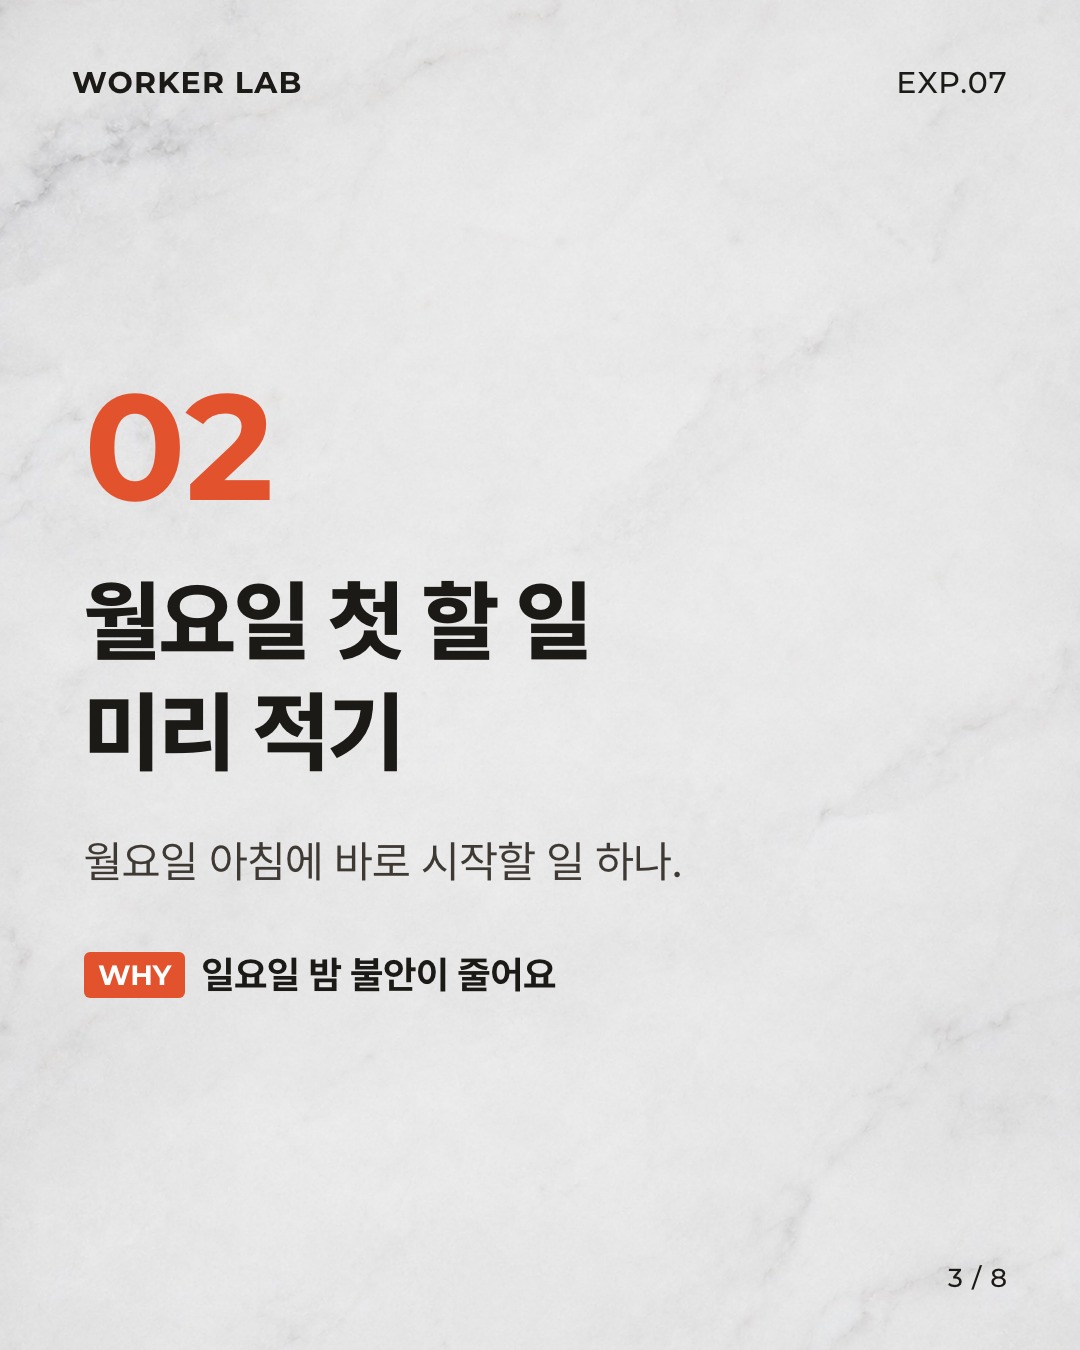 WORKER LAB
EXP.07
02
월요일 첫 할 일
미리 적기
월요일 아침에 바로 시작할 일 하나.
WHY 일요일 밤 불안이 줄어요
3 / 8